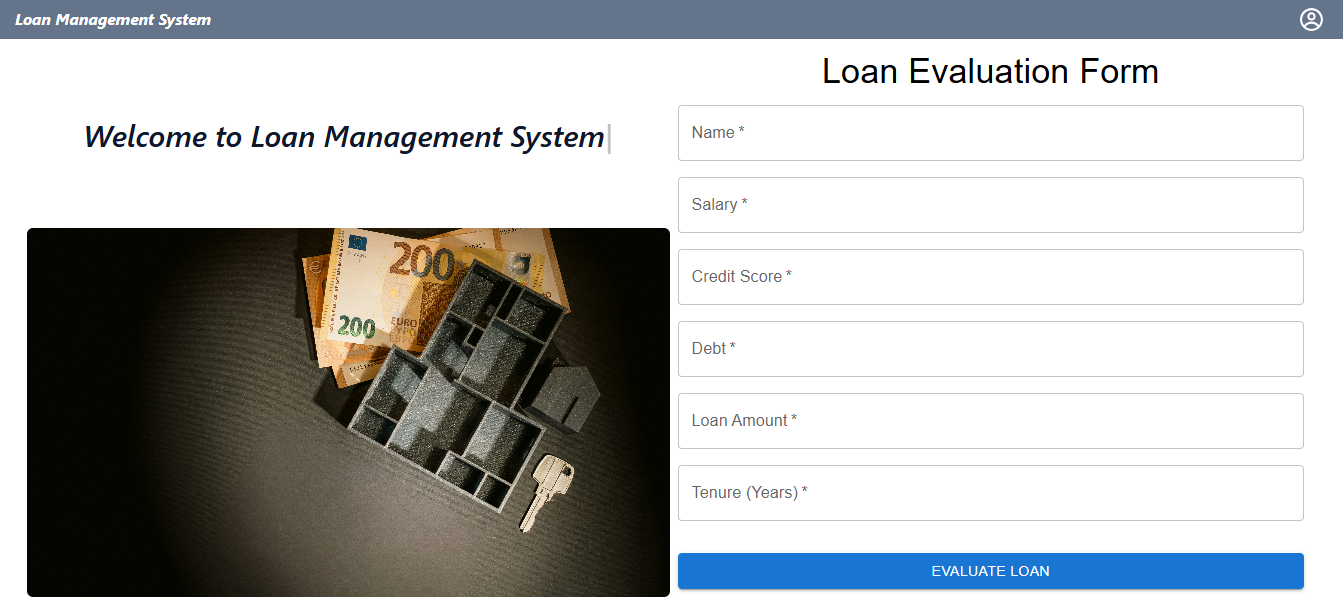 Loan Management System
Welcome to Loan Management System
200
200
EURO
ΕΥΡΩ
Loan Evaluation Form
Name *
Salary *
Credit Score *
Debt *
Loan Amount *
Tenure (Years) *
EVALUATE LOAN